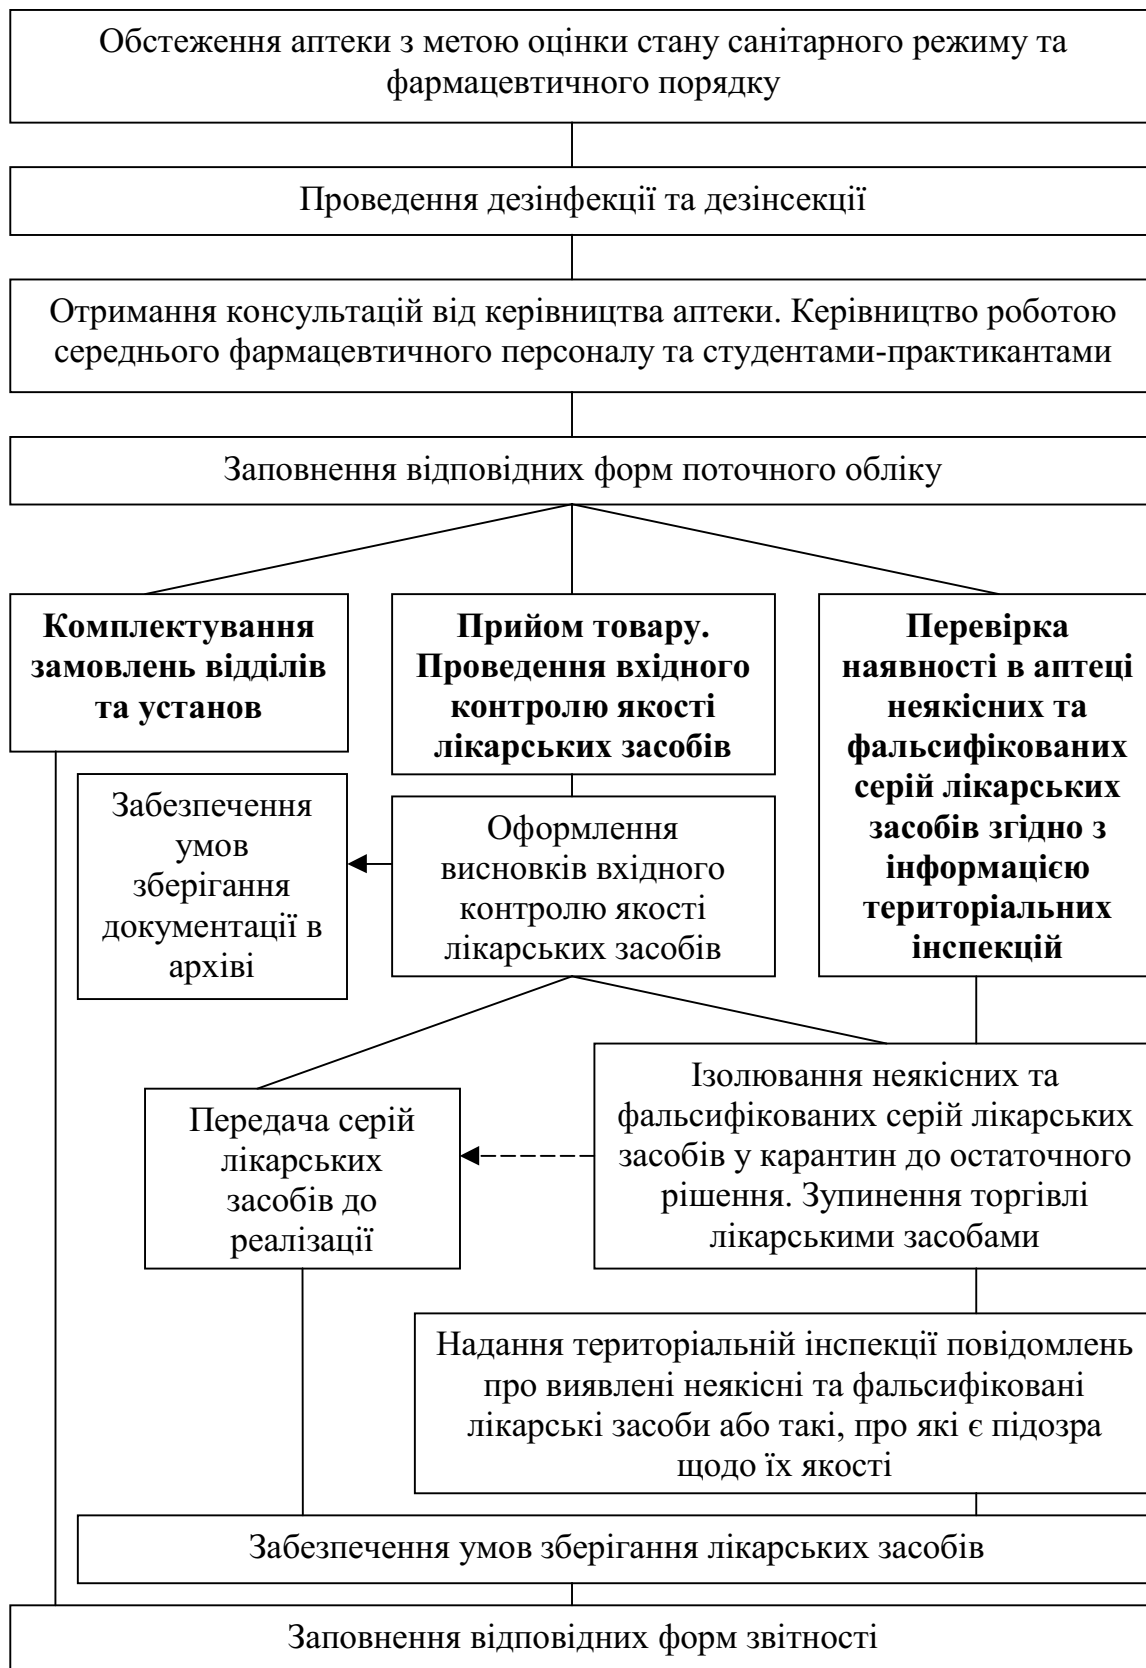 Обстеження аптеки з метою оцінки стану санітарного режиму та
фармацевтичного порядку
Проведення дезінфекції та дезінсекції
Отримання консультацій від керівництва аптеки. Керівництво роботою
середнього фармацевтичного персоналу та студентами-практикантами
Заповнення відповідних форм поточного обліку
Комплектування
замовлень відділів
та установ
Прийом товару.
Проведення вхідного
контролю якості
лікарських засобів
Перевірка
наявності в аптеці
неякісних та
фальсифікованих
серій лікарських
засобів згідно з
інформацією
територіальних
інспекцій
Забезпечення
умов
зберігання
документації в
архіві
Оформлення
висновків вхідного
контролю якості
лікарських засобів
Передача серій
лікарських
засобів до
реалізації
Ізолювання неякісних та
фальсифікованих серій лікарських
засобів у карантин до остаточного
рішення. Зупинення торгівлі
лікарськими засобами
Надання територіальній інспекції повідомлень
про виявлені неякісні та фальсифіковані
лікарські засоби або такі, про які є підозра
щодо їх якості
Забезпечення умов зберігання лікарських засобів
Заповнення відповідних форм звітності